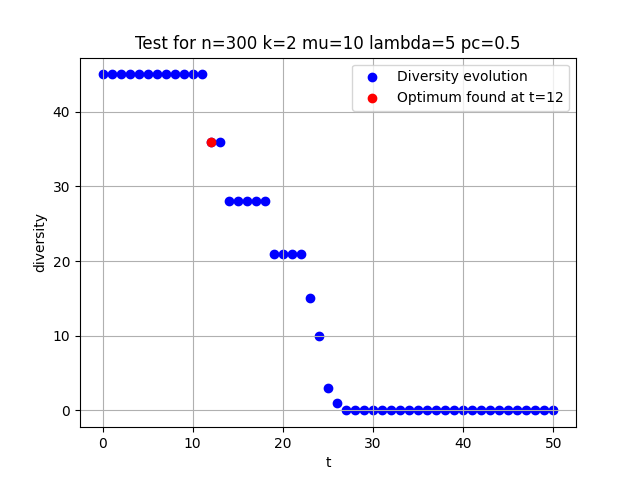 Test for n=300 k=2 mu=10 lambda=5 pc=0.5
Diversity evolution
Optimum found at t=12
diversity
40
30
20
10
0
0 10 20 30 40 50
t